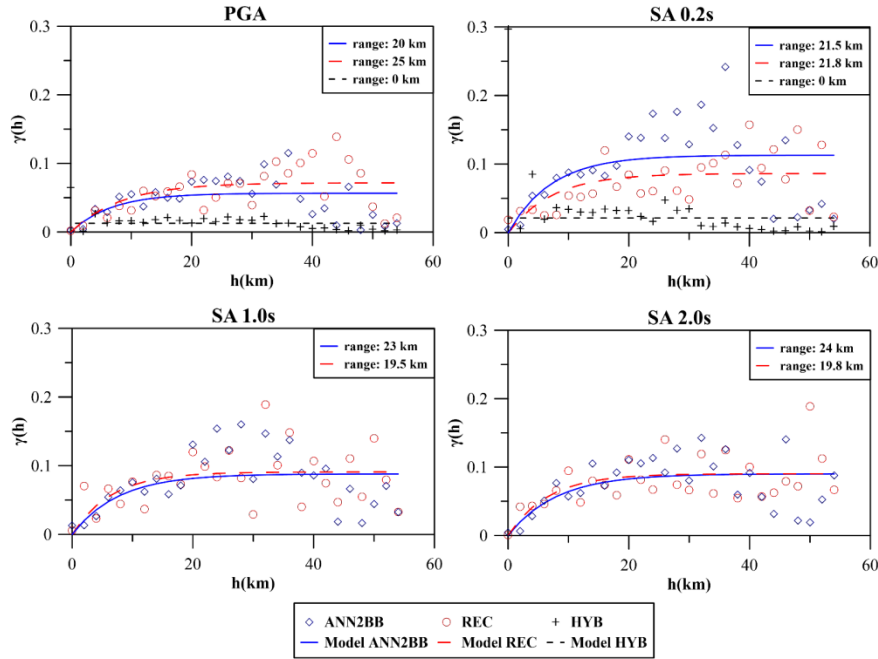 PGA
0.3
0.2
0.1
0
γ(h)
range: 20 km
range: 25 km
range: 0 km
0 20 40 60
h(km)
SA 0.2s
0.3
0.2
0.1
0
γ(h)
range: 21.5 km
range: 21.8 km
range: 0 km
0 20 40 60
h(km)
SA 1.0s
0.3
0.2
0.1
0
γ(h)
range: 23 km
range: 19.5 km
0 20 40 60
h(km)
SA 2.0s
0.3
0.2
0.1
0
γ(h)
range: 24 km
range: 19.8 km
0 20 40 60
h(km)
ANN2BB REC HYB
Model ANN2BB Model REC Model HYB